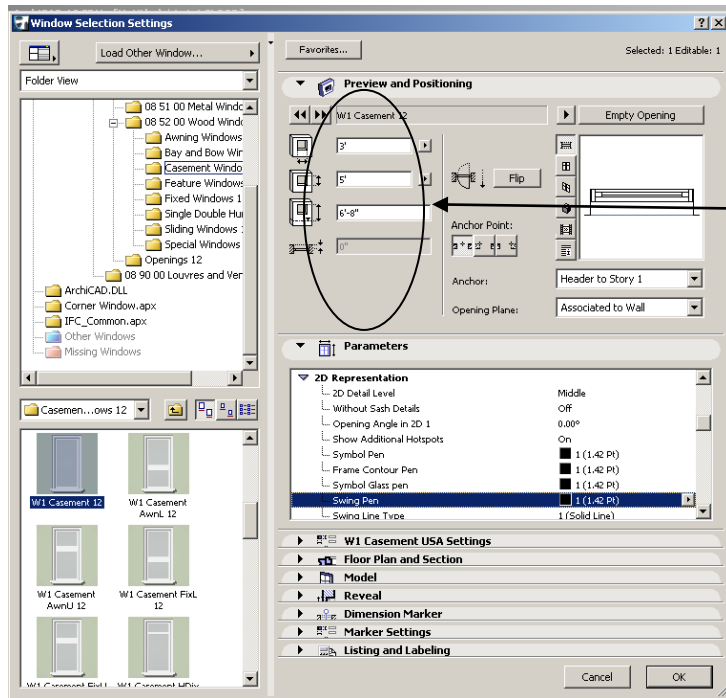 Window Selection Settings
Load Other Window...
Folder View
08 51 00 Metal Windo
08 52 00 Wood Windo
Awning Windows
Bay and Bow Win
Casement Windo
Feature Windows
Fixed Windows 1
Single Double Hu
Sliding Windows
Special Windows
Openings 12
08 90 00 Louvres and Ver
ArchiCAD.DLL
Corner Window.apx
IFC_Common.apx
Other Windows
Missing Windows
Casemen...ows 12
W1 Casement 12
W1 Casement
AwnL 12
W1 Casement
AwnU 12
W1 Casement FixL
12
W1 Casement FixU
W1 Casement HDiv
Favorites...
Selected: 1 Editable: 1
Preview and Positioning
W1 Casement 12
Empty Opening
3'
5'
6'-8"
0"
Flip
Anchor Point:
Anchor:
Header to Story 1
Opening Plane:
Associated to Wall
Parameters
2D Representation
2D Detail Level Middle
Without Sash Details Off
Opening Angle in 2D 1 0.00°
Show Additional Hotspots On
Symbol Pen 1 (1.42 Pt)
Frame Contour Pen 1 (1.42 Pt)
Symbol Glass pen 1 (1.42 Pt)
Swing Pen 1 (1.42 Pt)
Swing Line Type 1 (Solid Line)
W1 Casement USA Settings
Floor Plan and Section
Model
Reveal
Dimension Marker
Marker Settings
Listing and Labeling
Cancel
OK